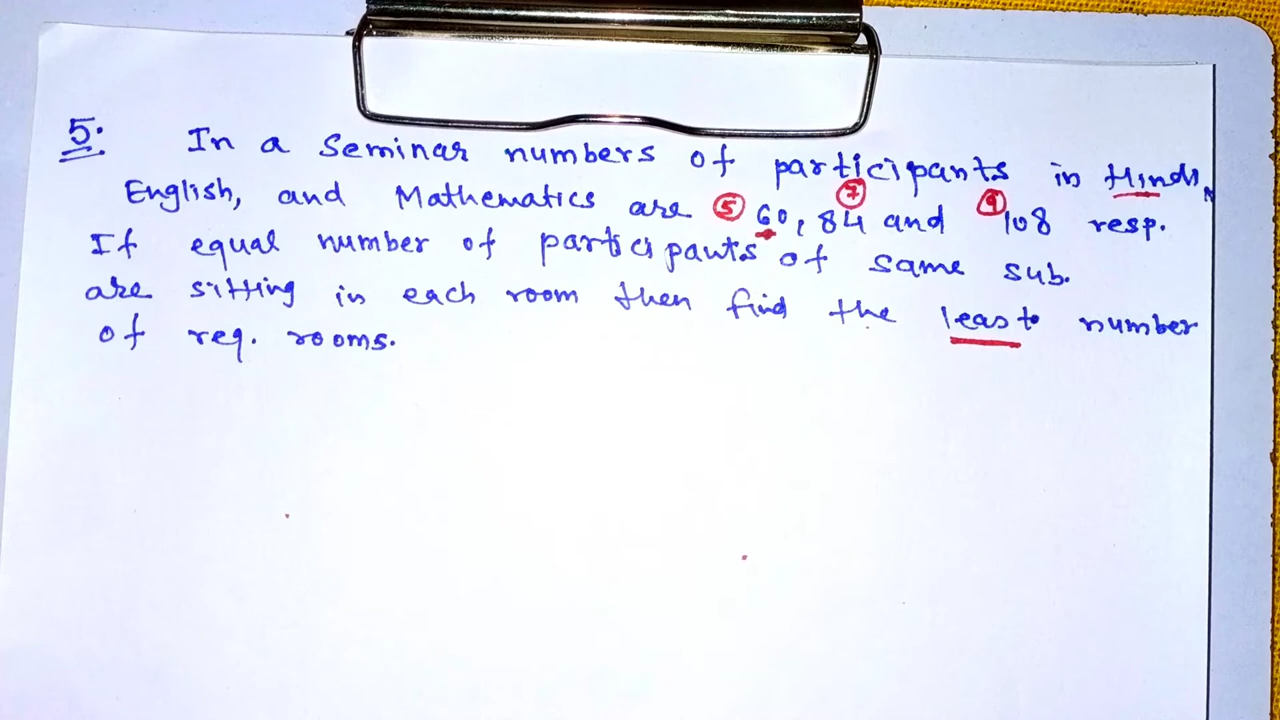 5. In a Seminar numbers of participants in Hindi,
English, and Mathematics are ⑤ 60, ⑦ 84 and ⑨ 108 resp.
If equal number of participants of same sub.
are sitting in each room then find the least number
of req. rooms.